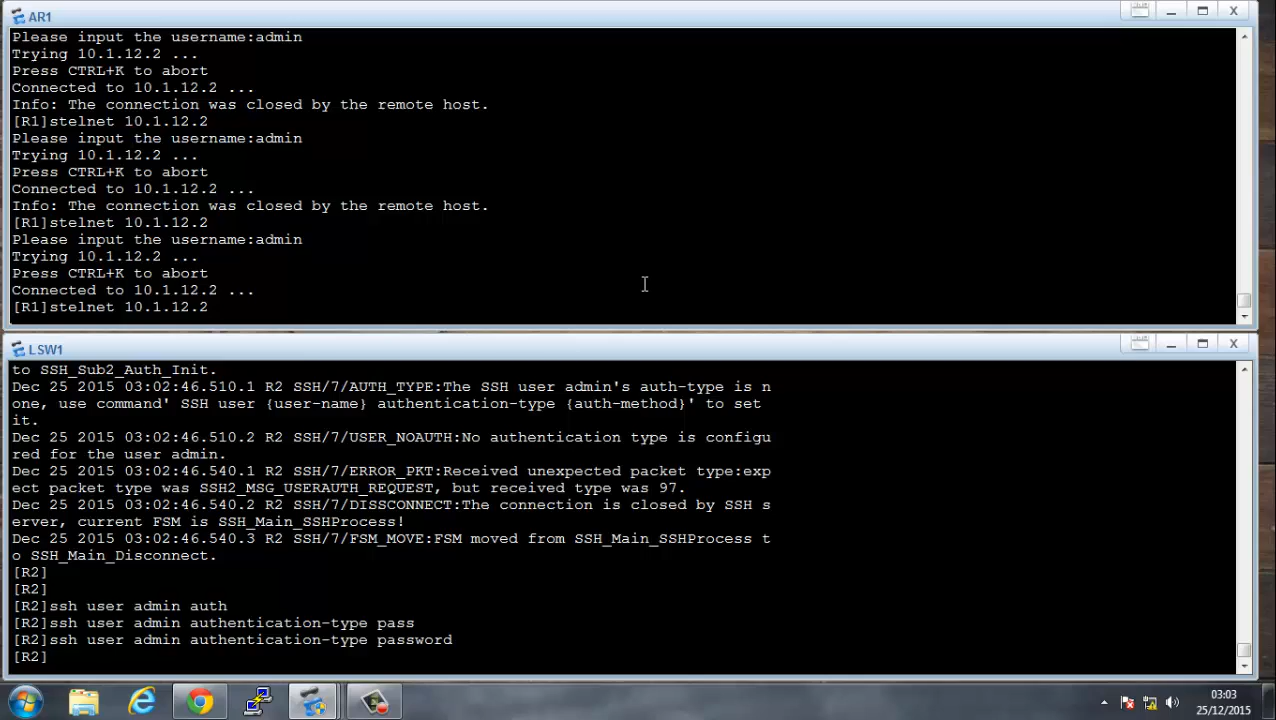 AR1
Please input the username:admin
Trying 10.1.12.2 ...
Press CTRL+K to abort
Connected to 10.1.12.2 ...
Info: The connection was closed by the remote host.
[R1]stelnet 10.1.12.2
Please input the username:admin
Trying 10.1.12.2 ...
Press CTRL+K to abort
Connected to 10.1.12.2 ...
Info: The connection was closed by the remote host.
[R1]stelnet 10.1.12.2
Please input the username:admin
Trying 10.1.12.2 ...
Press CTRL+K to abort
Connected to 10.1.12.2 ...
[R1]stelnet 10.1.12.2
LSW1
to SSH_Sub2_Auth_Init.
Dec 25 2015 03:02:46.510.1 R2 SSH/7/AUTH_TYPE:The SSH user admin's auth-type is n
one, use command' SSH user {user-name} authentication-type {auth-method}' to set
it.
Dec 25 2015 03:02:46.510.2 R2 SSH/7/USER_NOAUTH:No authentication type is configu
red for the user admin.
Dec 25 2015 03:02:46.540.1 R2 SSH/7/ERROR_PKT:Received unexpected packet type:exp
ect packet type was SSH2_MSG_USERAUTH_REQUEST, but received type was 97.
Dec 25 2015 03:02:46.540.2 R2 SSH/7/DISSCONNECT:The connection is closed by SSH s
erver, current FSM is SSH_Main_SSHProcess!
Dec 25 2015 03:02:46.540.3 R2 SSH/7/FSM_MOVE:FSM moved from SSH_Main_SSHProcess t
o SSH_Main_Disconnect.
[R2]
[R2]
[R2]ssh user admin auth
[R2]ssh user admin authentication-type pass
[R2]ssh user admin authentication-type password
[R2]
03:03
25/12/2015